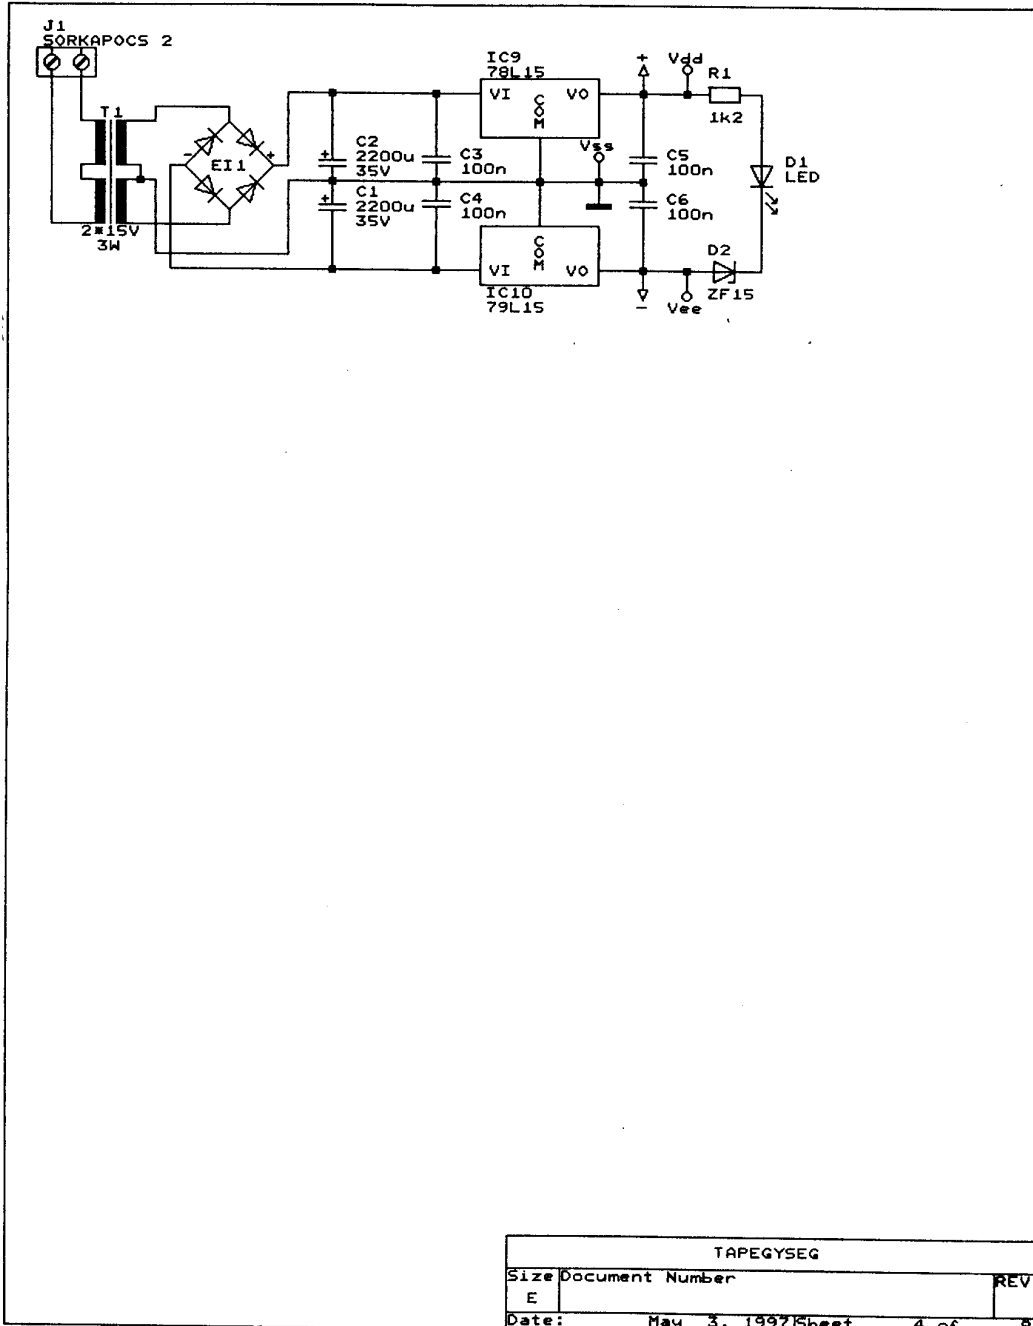 J1
SORKAPOCS 2
T1
2*15V
3W
- EI1 +
+ C2
2200u
35V
+ C1
2200u
35V
C3
100n
C4
100n
IC9
78L15
VI COM VO
Vss
VI COM VO
IC10
79L15
+
Vdd
R1
1k2
C5
100n
C6
100n
D1
LED
D2
ZF15
-
Vee
TAPEGYSEG
Size Document Number REV
E
Date: May 3, 1997 Sheet 4 of